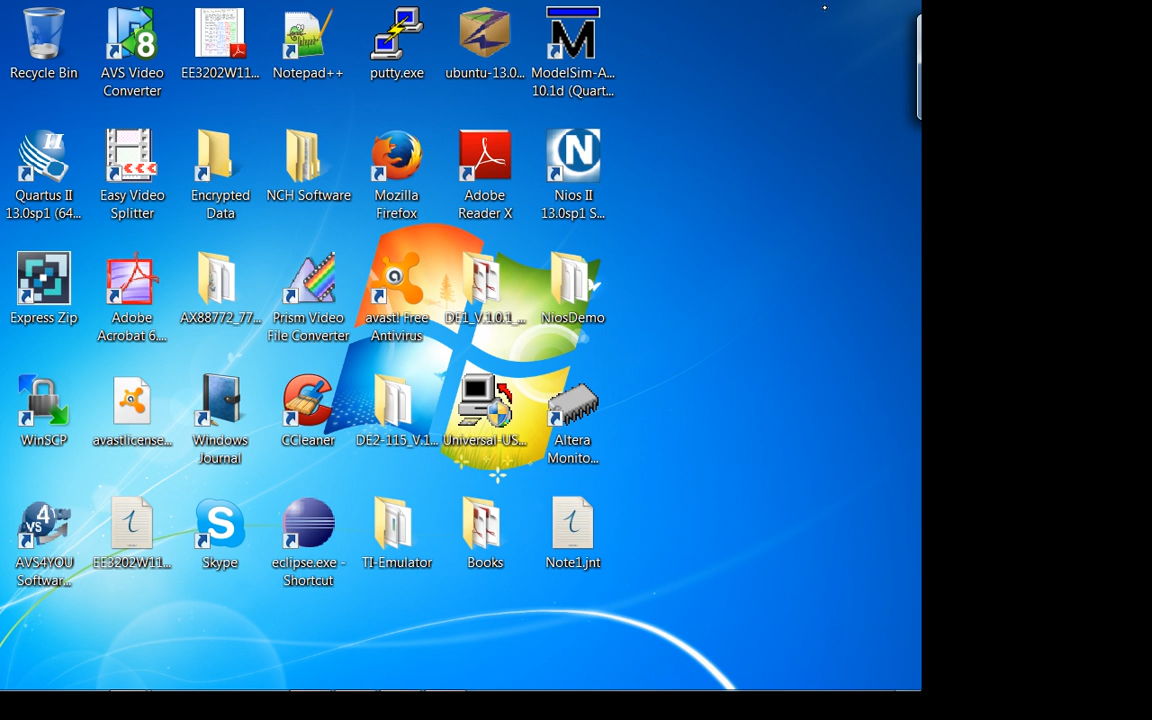 Recycle Bin
AVS Video
Converter
EE3202W11...
Notepad++
putty.exe
ubuntu-13.0...
ModelSim-A...
10.1d (Quart...
Quartus II
13.0sp1 (64...
Easy Video
Splitter
Encrypted
Data
NCH Software
Mozilla
Firefox
Adobe
Reader X
Nios II
13.0sp1 S...
Express Zip
Adobe
Acrobat 6....
AX88772_77...
Prism Video
File Converter
avast! Free
Antivirus
DE1_V.1.0.1_...
NiosDemo
WinSCP
avastlicense...
Windows
Journal
CCleaner
DE2-115_V.1...
Universal-US...
Altera
Monito...
AVS4YOU
Softwar...
EE3202W11...
Skype
eclipse.exe -
Shortcut
TI-Emulator
Books
Note1.jnt